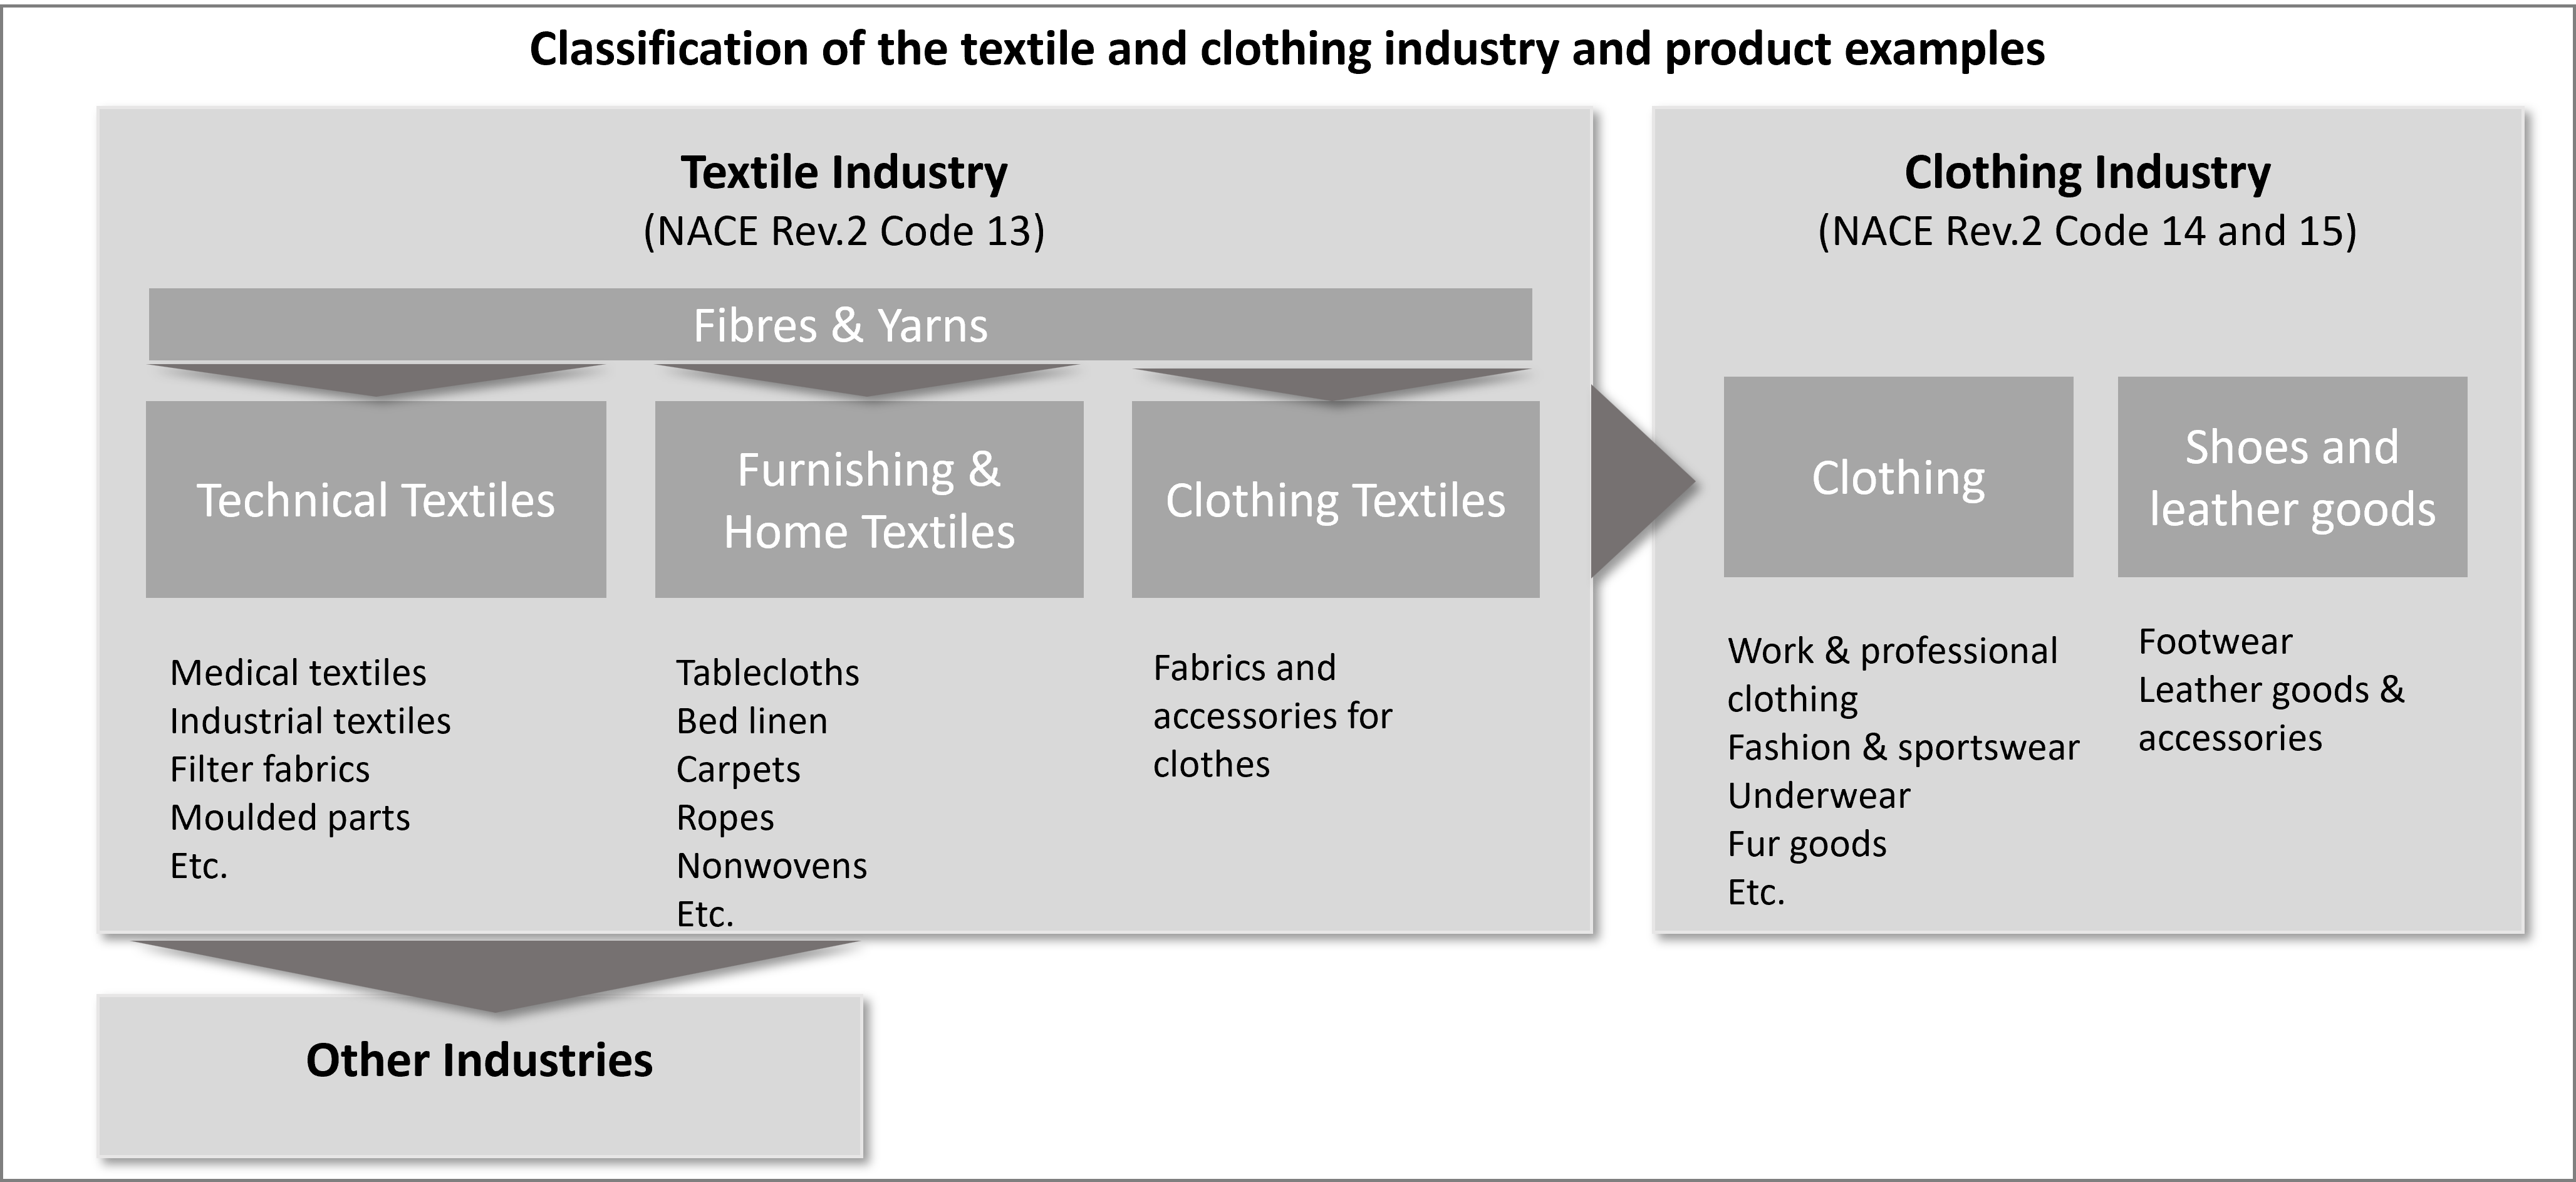 Classification of the textile and clothing industry and product examples
Textile Industry
(NACE Rev.2 Code 13)
Fibres & Yarns
Technical Textiles
Medical textiles
Industrial textiles
Filter fabrics
Moulded parts
Etc.
Furnishing &
Home Textiles
Tablecloths
Bed linen
Carpets
Ropes
Nonwovens
Etc.
Clothing Textiles
Fabrics and
accessories for
clothes
Clothing Industry
(NACE Rev.2 Code 14 and 15)
Clothing
Work & professional
clothing
Fashion & sportswear
Underwear
Fur goods
Etc.
Shoes and
leather goods
Footwear
Leather goods &
accessories
Other Industries